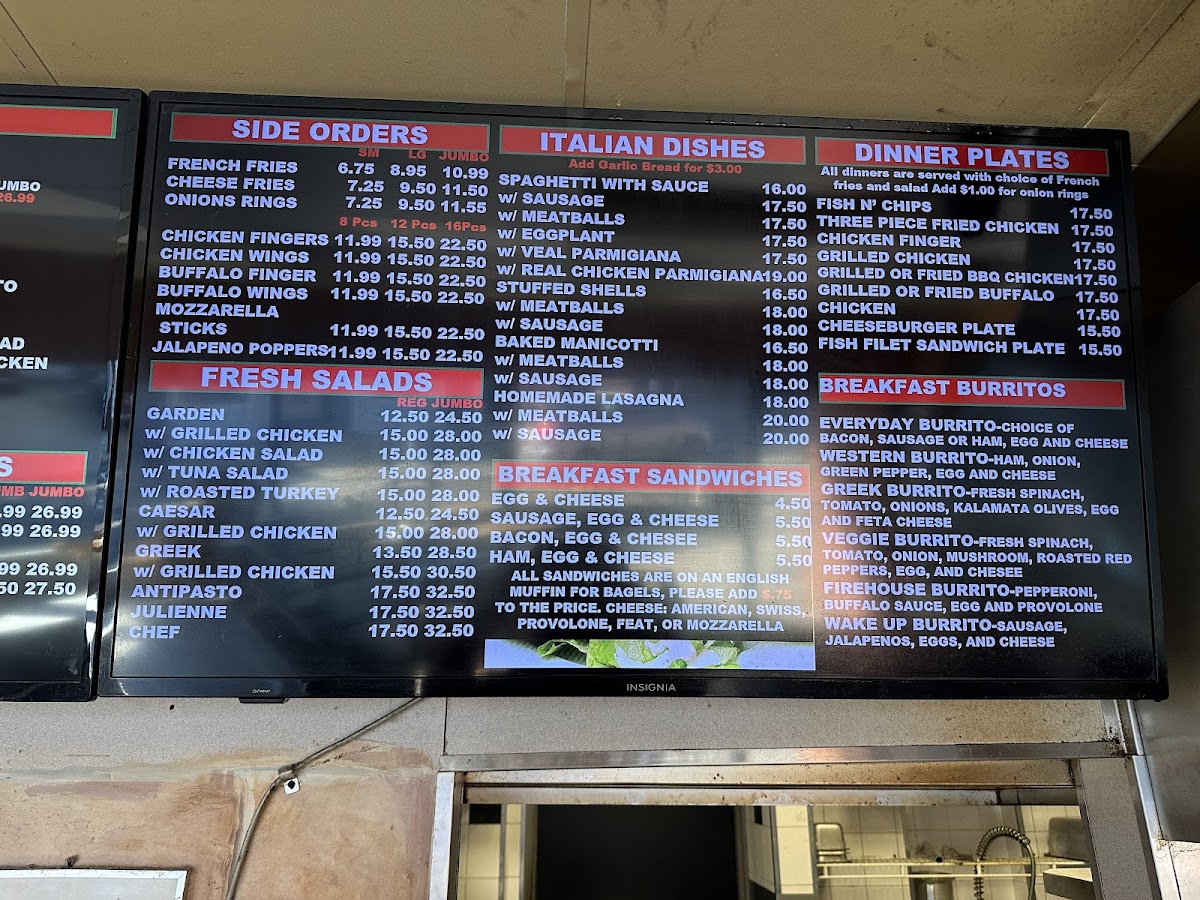 UMBO
26.99
TO
AD
CKEN
S
UMB JUMBO
.99 26.99
.99 26.99
.99 26.99
50 27.50
SIDE ORDERS
SM LG JUMBO
FRENCH FRIES 6.75 8.95 10.99
CHEESE FRIES 7.25 9.50 11.50
ONIONS RINGS 7.25 9.50 11.55
8 Pcs 12 Pcs 16Pcs
CHICKEN FINGERS 11.99 15.50 22.50
CHICKEN WINGS 11.99 15.50 22.50
BUFFALO FINGER 11.99 15.50 22.50
BUFFALO WINGS 11.99 15.50 22.50
MOZZARELLA
STICKS 11.99 15.50 22.50
JALAPENO POPPERS 11.99 15.50 22.50
FRESH SALADS
REG JUMBO
GARDEN 12.50 24.50
w/ GRILLED CHICKEN 15.00 28.00
w/ CHICKEN SALAD 15.00 28.00
w/ TUNA SALAD 15.00 28.00
w/ ROASTED TURKEY 15.00 28.00
CAESAR 12.50 24.50
w/ GRILLED CHICKEN 15.00 28.00
GREEK 13.50 28.50
w/ GRILLED CHICKEN 15.50 30.50
ANTIPASTO 17.50 32.50
JULIENNE 17.50 32.50
CHEF 17.50 32.50
ITALIAN DISHES
Add Garlic Bread for $3.00
SPAGHETTI WITH SAUCE 16.00
w/ SAUSAGE 17.50
w/ MEATBALLS 17.50
w/ EGGPLANT 17.50
w/ VEAL PARMIGIANA 17.50
w/ REAL CHICKEN PARMIGIANA 19.00
STUFFED SHELLS 16.50
w/ MEATBALLS 18.00
w/ SAUSAGE 18.00
BAKED MANICOTTI 16.50
w/ MEATBALLS 18.00
w/ SAUSAGE 18.00
HOMEMADE LASAGNA 18.00
w/ MEATBALLS 20.00
w/ SAUSAGE 20.00
BREAKFAST SANDWICHES
EGG & CHEESE 4.50
SAUSAGE, EGG & CHEESE 5.50
BACON, EGG & CHESEE 5.50
HAM, EGG & CHEESE 5.50
ALL SANDWICHES ARE ON AN ENGLISH
MUFFIN FOR BAGELS, PLEASE ADD $.75
TO THE PRICE. CHEESE: AMERICAN, SWISS,
PROVOLONE, FEAT, OR MOZZARELLA
DINNER PLATES
All dinners are served with choice of French
fries and salad Add $1.00 for onion rings
FISH N' CHIPS 17.50
THREE PIECE FRIED CHICKEN 17.50
CHICKEN FINGER 17.50
GRILLED CHICKEN 17.50
GRILLED OR FRIED BBQ CHICKEN 17.50
GRILLED OR FRIED BUFFALO 17.50
CHICKEN 17.50
CHEESEBURGER PLATE 15.50
FISH FILET SANDWICH PLATE 15.50
BREAKFAST BURRITOS
EVERYDAY BURRITO-CHOICE OF
BACON, SAUSAGE OR HAM, EGG AND CHEESE
WESTERN BURRITO-HAM, ONION,
GREEN PEPPER, EGG AND CHEESE
GREEK BURRITO-FRESH SPINACH,
TOMATO, ONIONS, KALAMATA OLIVES, EGG
AND FETA CHEESE
VEGGIE BURRITO-FRESH SPINACH,
TOMATO, ONION, MUSHROOM, ROASTED RED
PEPPERS, EGG, AND CHESEE
FIREHOUSE BURRITO-PEPPERONI,
BUFFALO SAUCE, EGG AND PROVOLONE
WAKE UP BURRITO-SAUSAGE,
JALAPENOS, EGGS, AND CHEESE
INSIGNIA